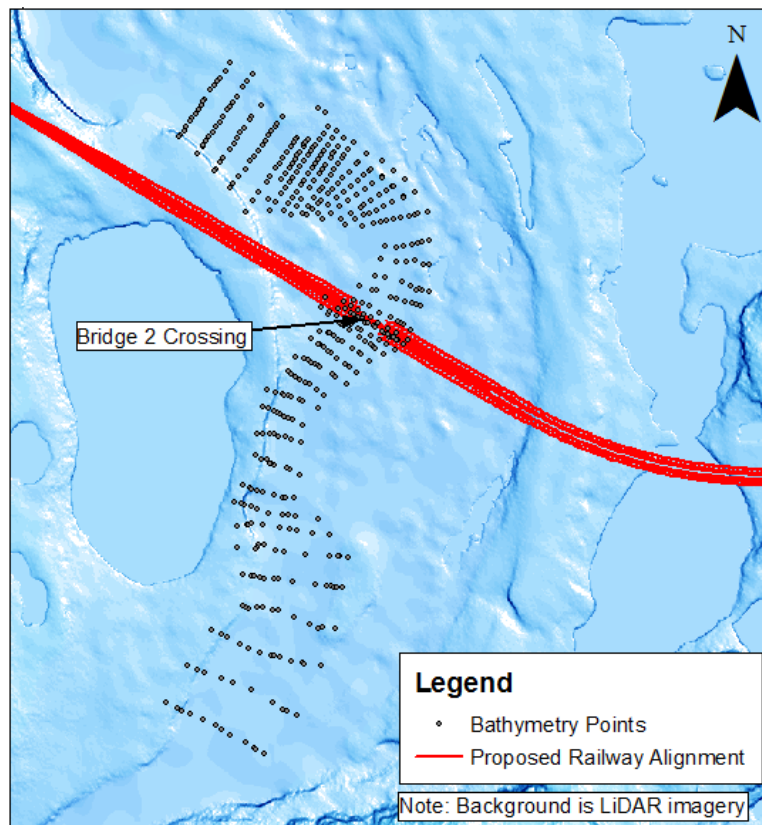 N
Bridge 2 Crossing
Legend
Bathymetry Points
Proposed Railway Alignment
Note: Background is LiDAR imagery